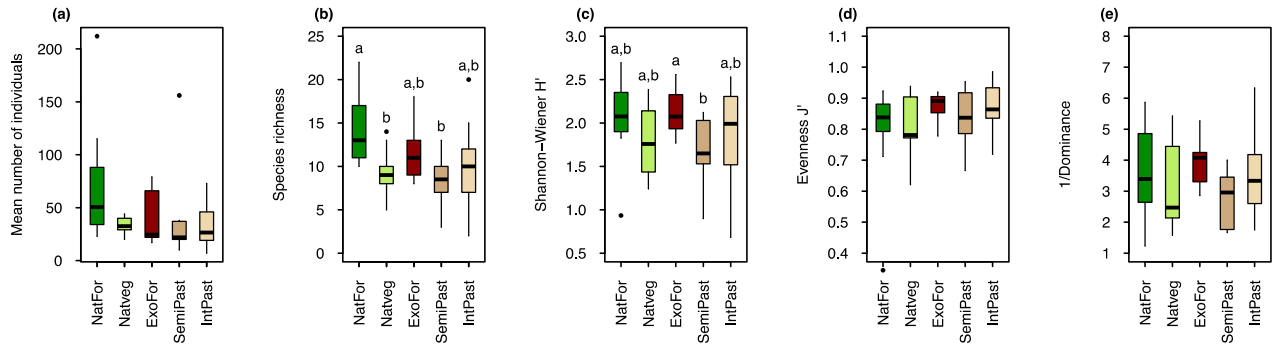 (a)
Mean number of individuals
200
150
100
50
0
NatFor
Natveg
ExoFor
SemiPast
IntPast
(b)
Species richness
25
20
15
10
5
0
a
b
a,b
b
a,b
NatFor
Natveg
ExoFor
SemiPast
IntPast
(c)
Shannon−Wiener H'
3.0
2.5
2.0
1.5
1.0
0.5
a,b
a,b
a
b
a,b
NatFor
Natveg
ExoFor
SemiPast
IntPast
(d)
Evenness J'
1.1
1.0
0.9
0.8
0.7
0.6
0.5
0.4
NatFor
Natveg
ExoFor
SemiPast
IntPast
(e)
1/Dominance
8
7
6
5
4
3
2
1
NatFor
Natveg
ExoFor
SemiPast
IntPast